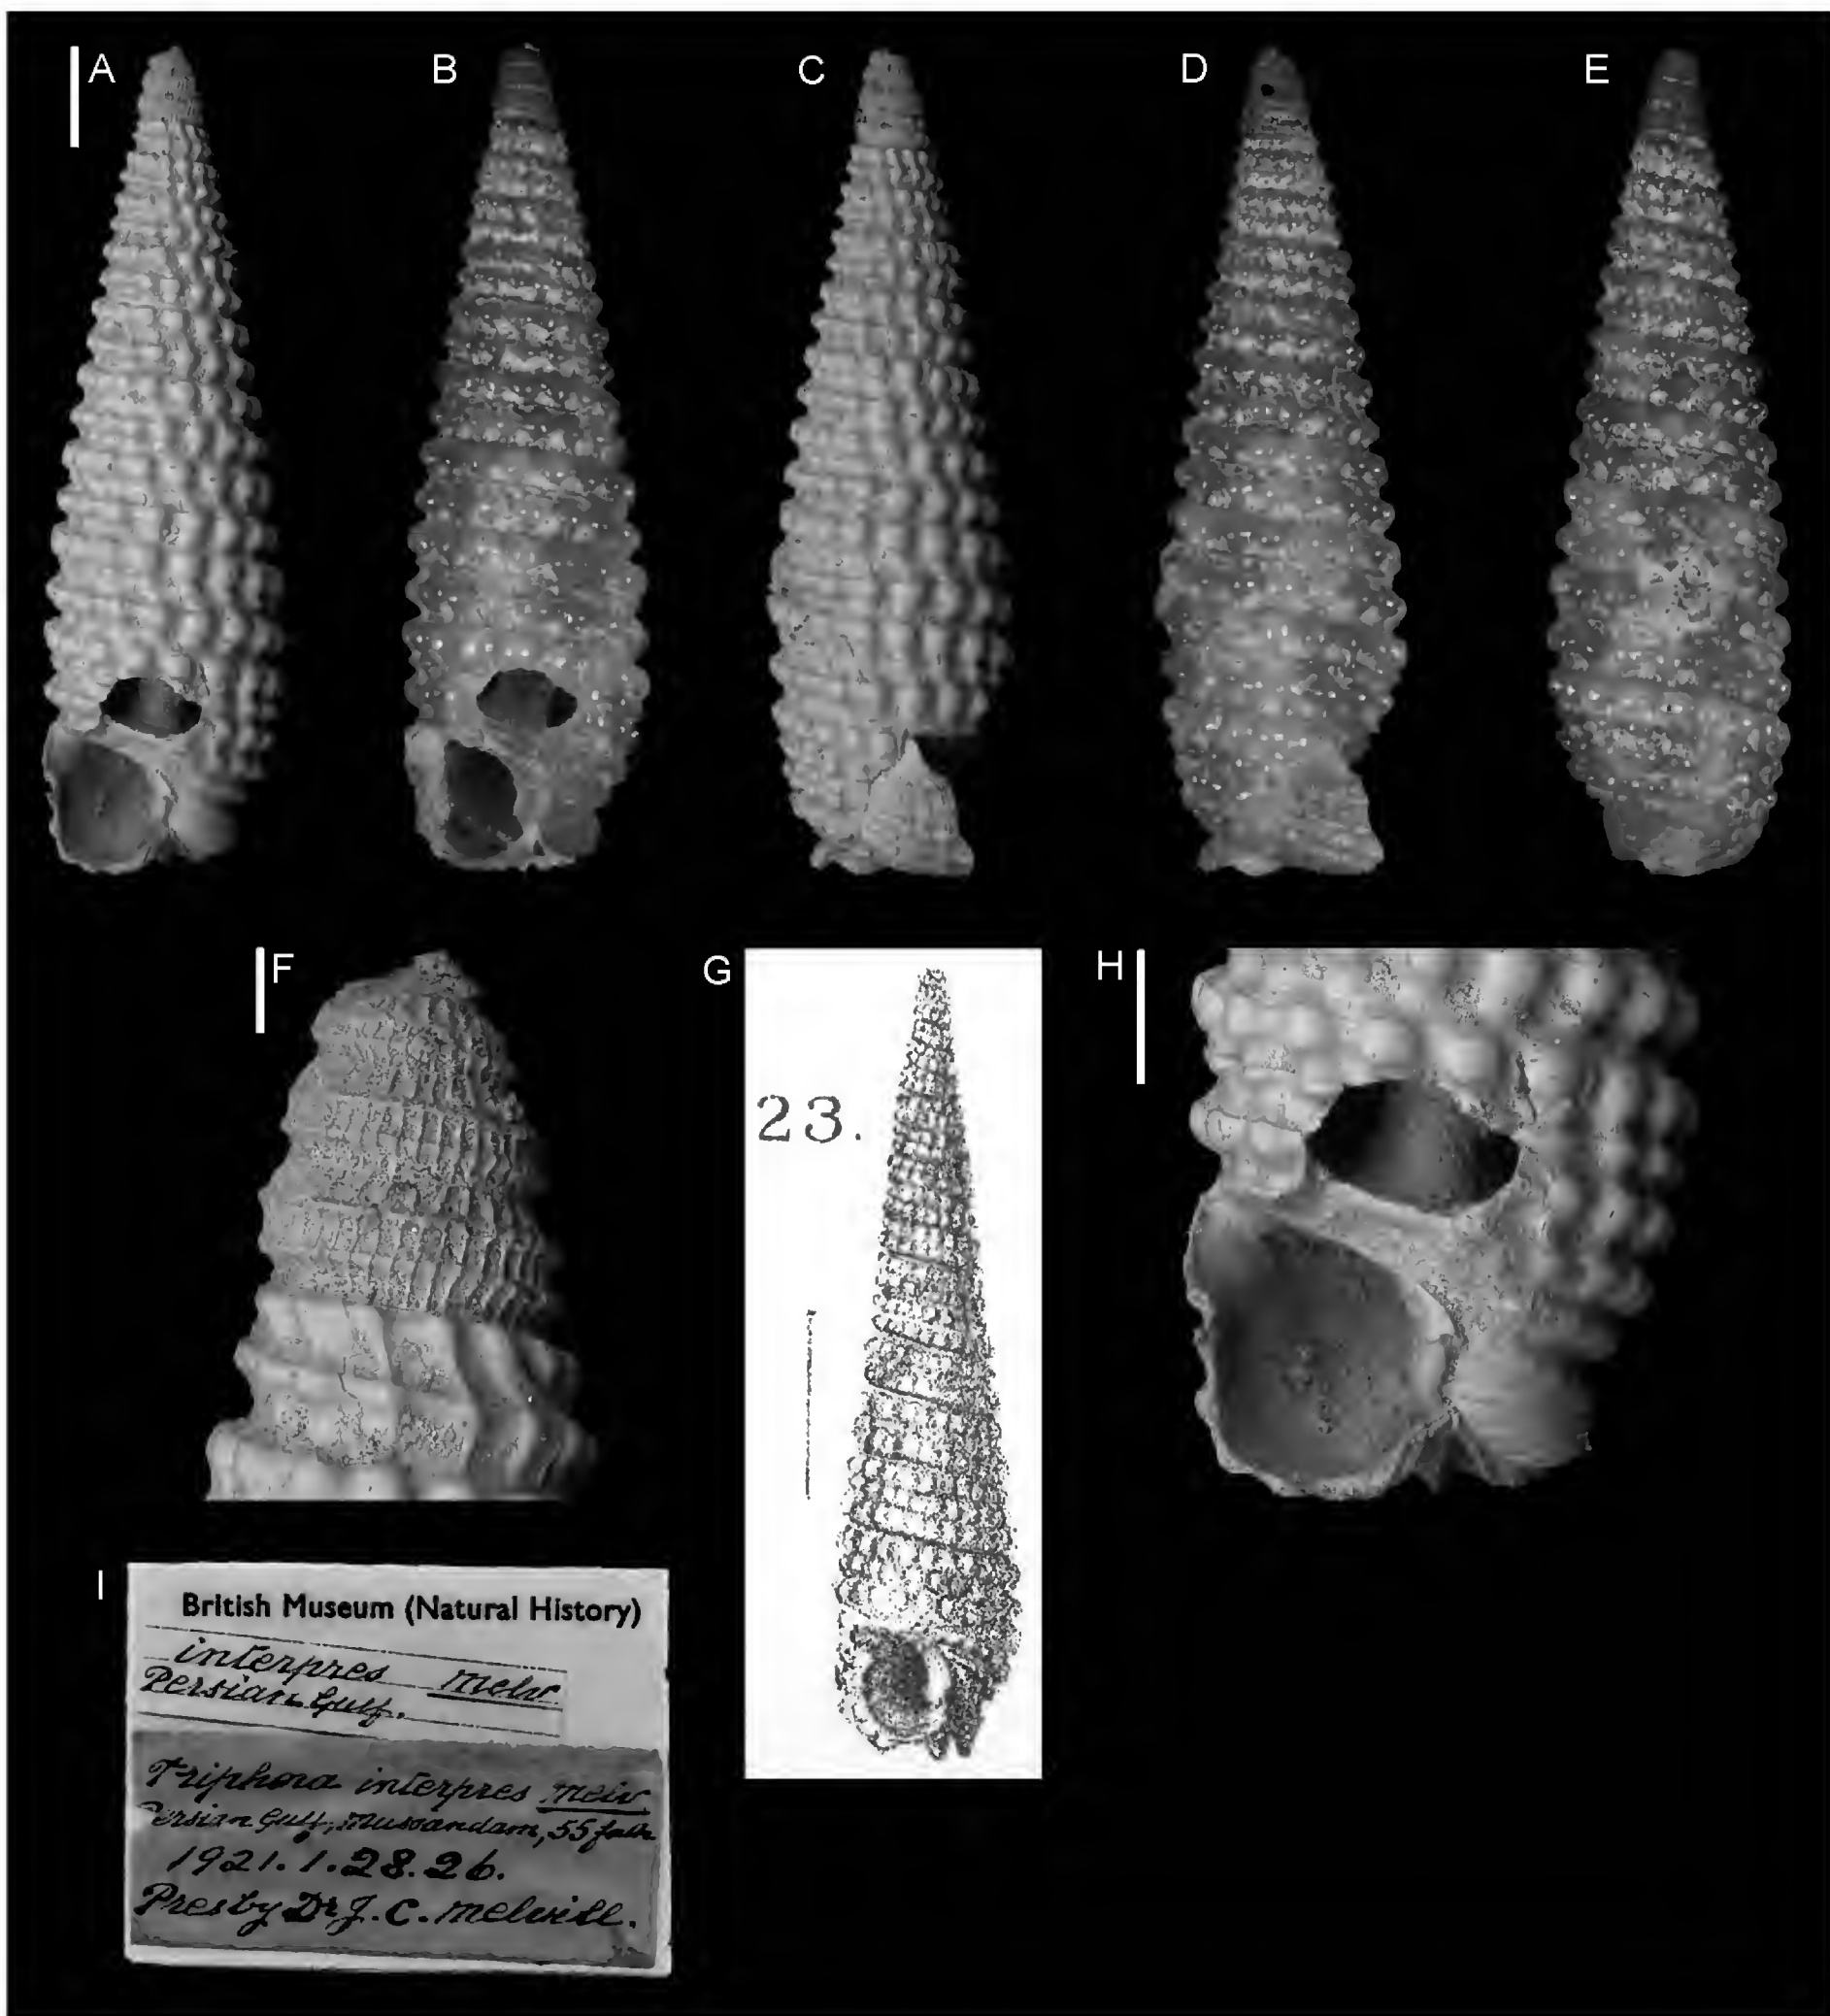 A
B
C
D
E
F
G
H
23.
I
British Museum (Natural History)
interpres Melv
Persian Gulf.
Triphora interpres Melv
Persian Gulf, Mussandam, 55 fath
1921.1.28.26.
Pres by Dr J. C. Melvill.